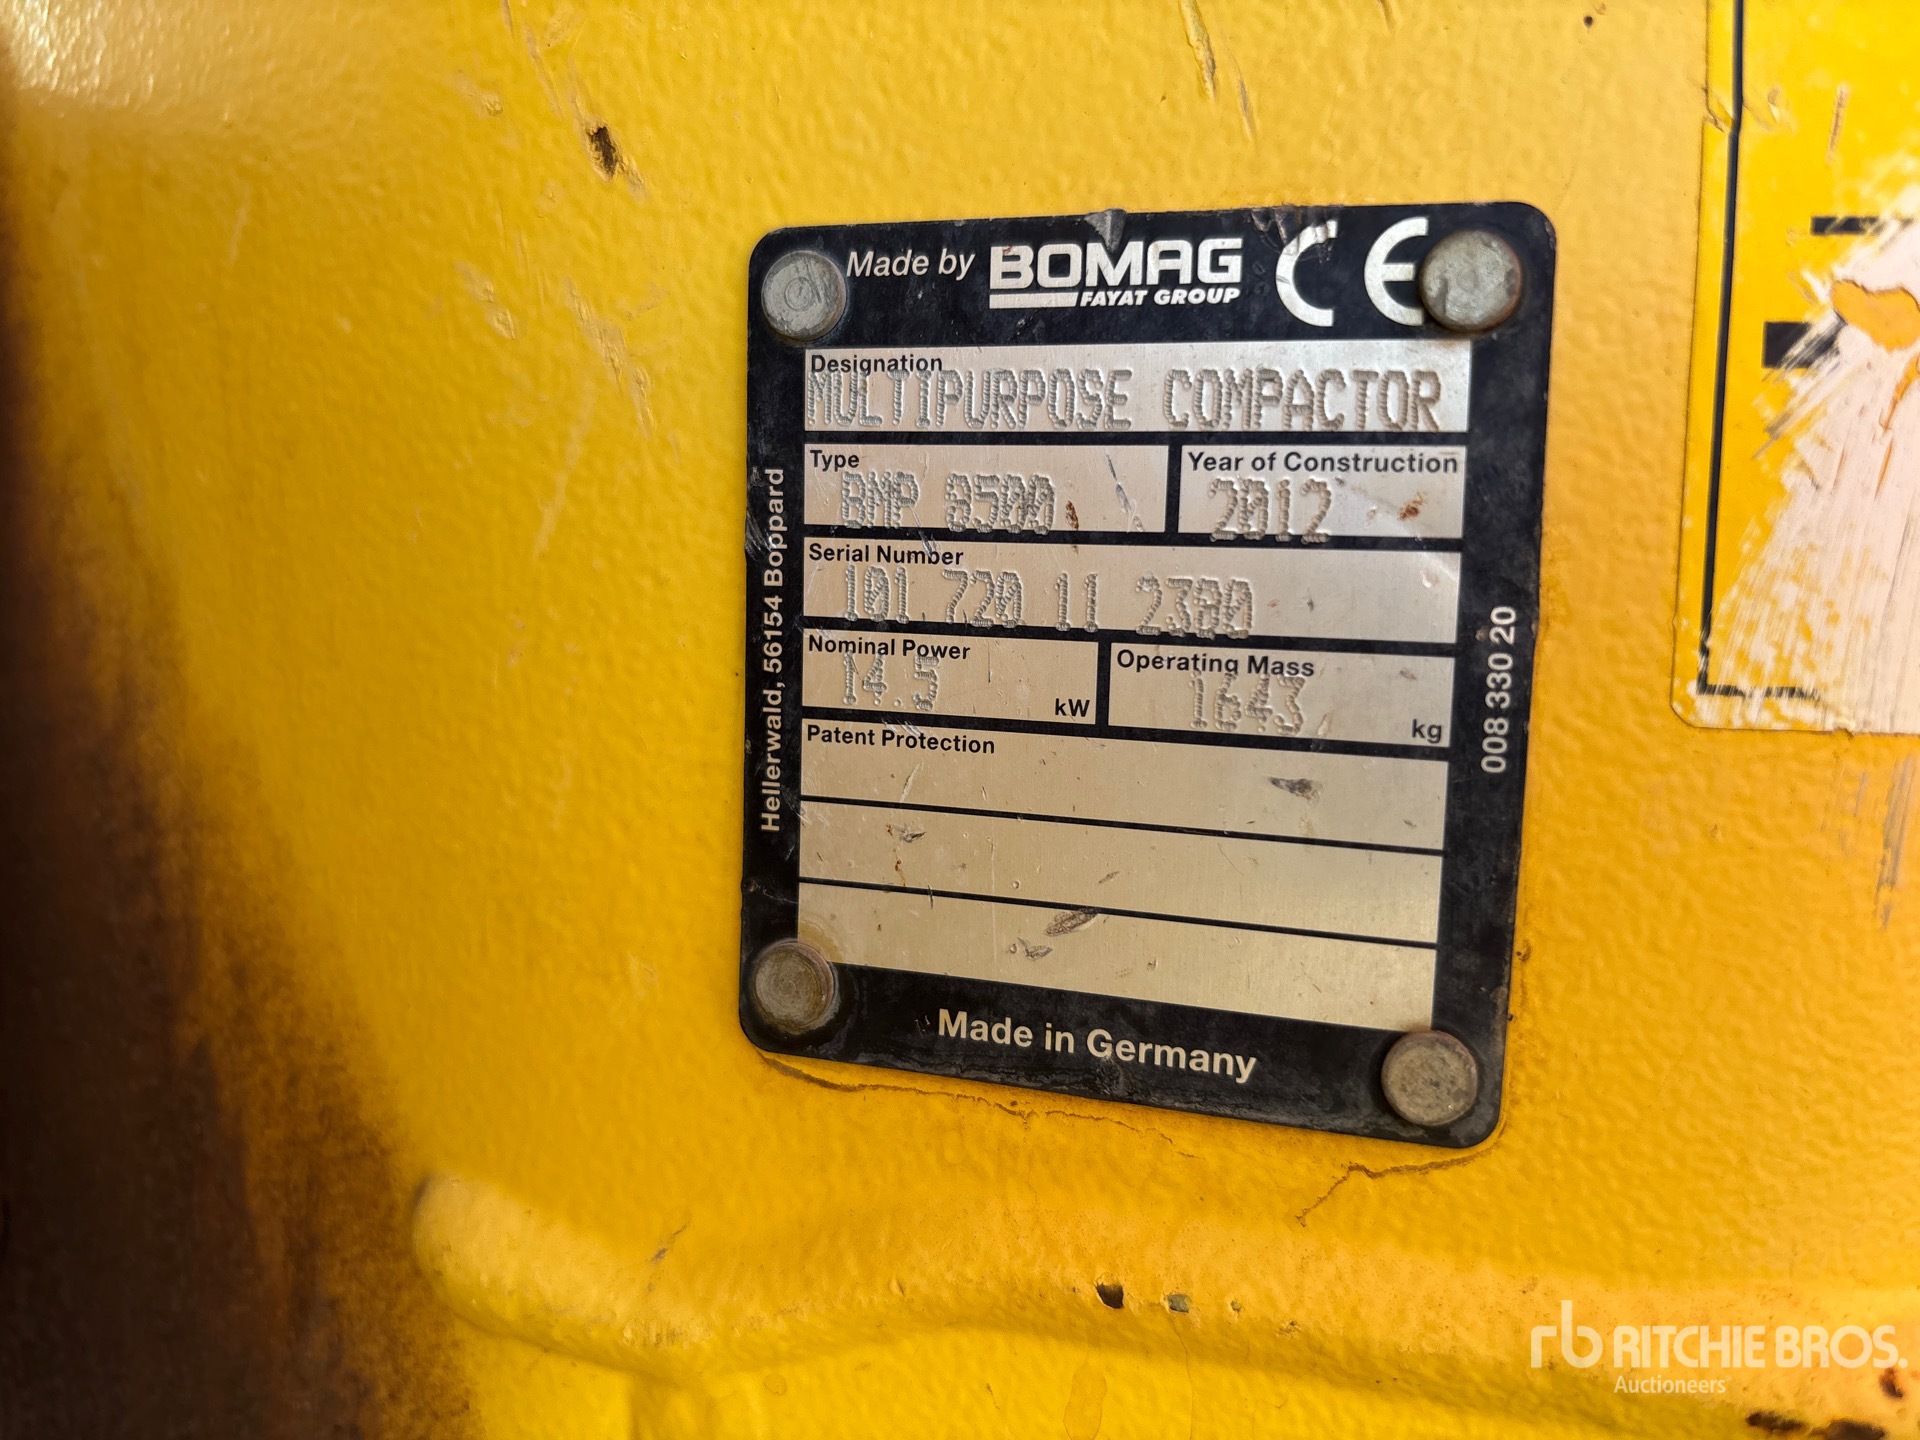 Made by BOMAG CE
FAYAT GROUP
Designation
MULTIPURPOSE COMPACTOR
Type
BMP 8500
Year of Construction
2012
Serial Number
101 720 11
Nominal Power
14.5 kW
Operating Mass
kg
Patent Protection
Made in Germany
Hellerwald, 56154 Boppard
008 330 20
rb RITCHIE BROS.
Auctioneers